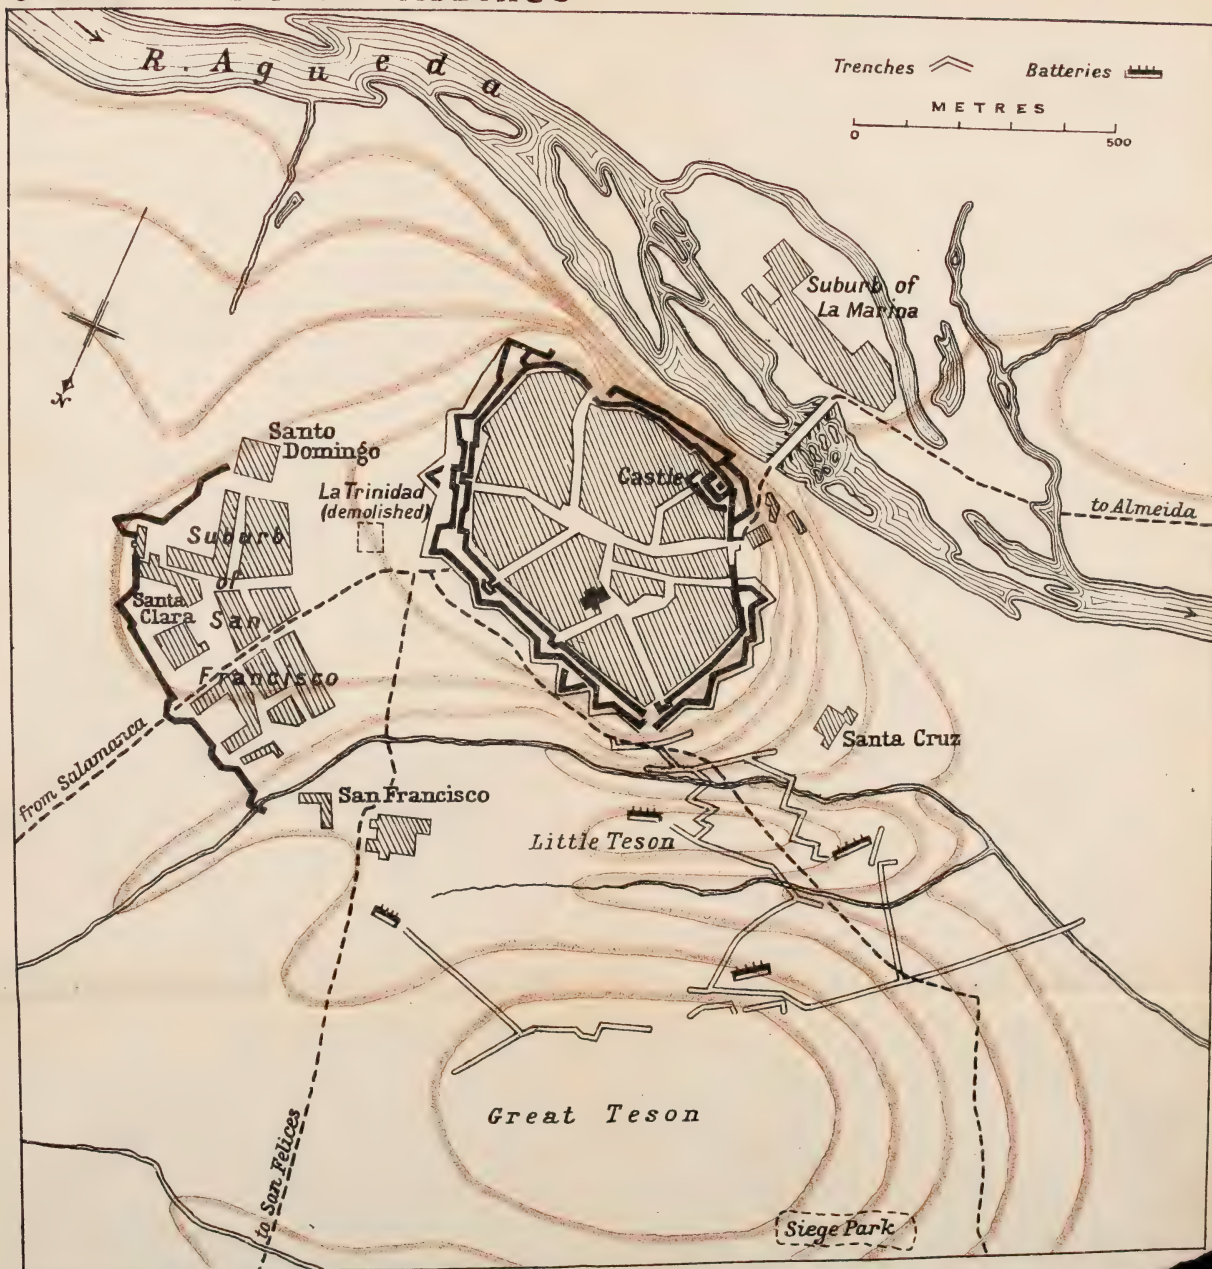 R. Agueda
Trenches
Batteries
METRES
0
500
Suburb of
La Marina
N
Santo
Domingo
La Trinidad
(demolished)
Castle
to Almeida
Suburb
of
San
Francisco
Santa
Clara
from Salamanca
Santa Cruz
San Francisco
Little Teson
Great Teson
to San Felices
Siege Park